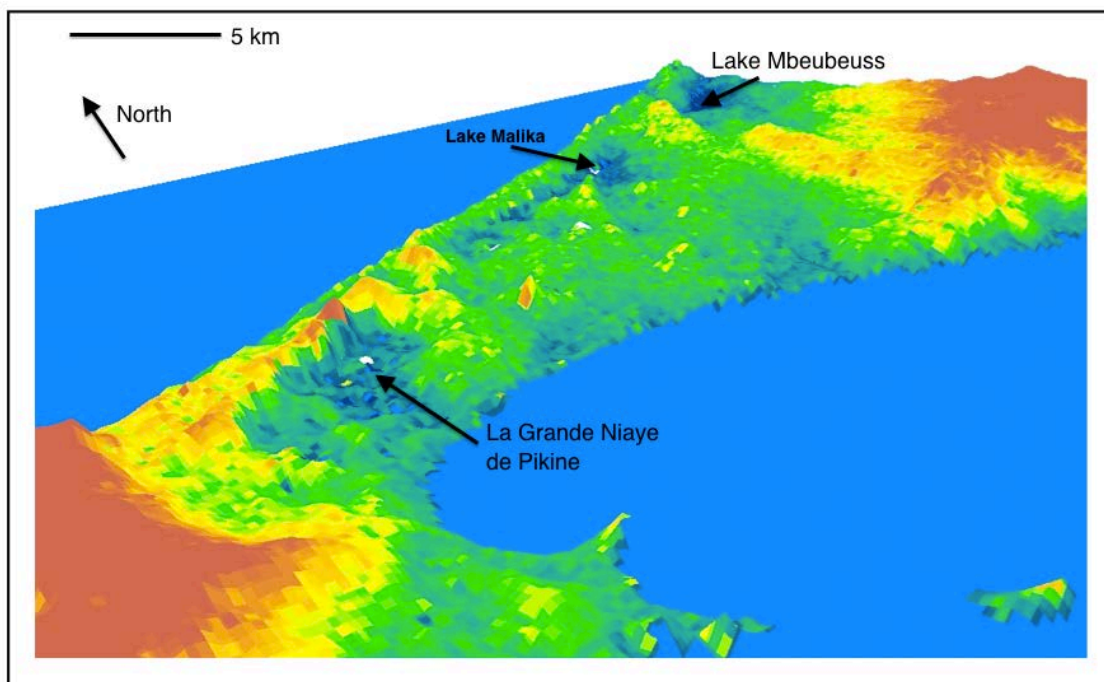 5 km
Lake Mbeubeuss
North
Lake Malika
La Grande Niaye
de Pikine